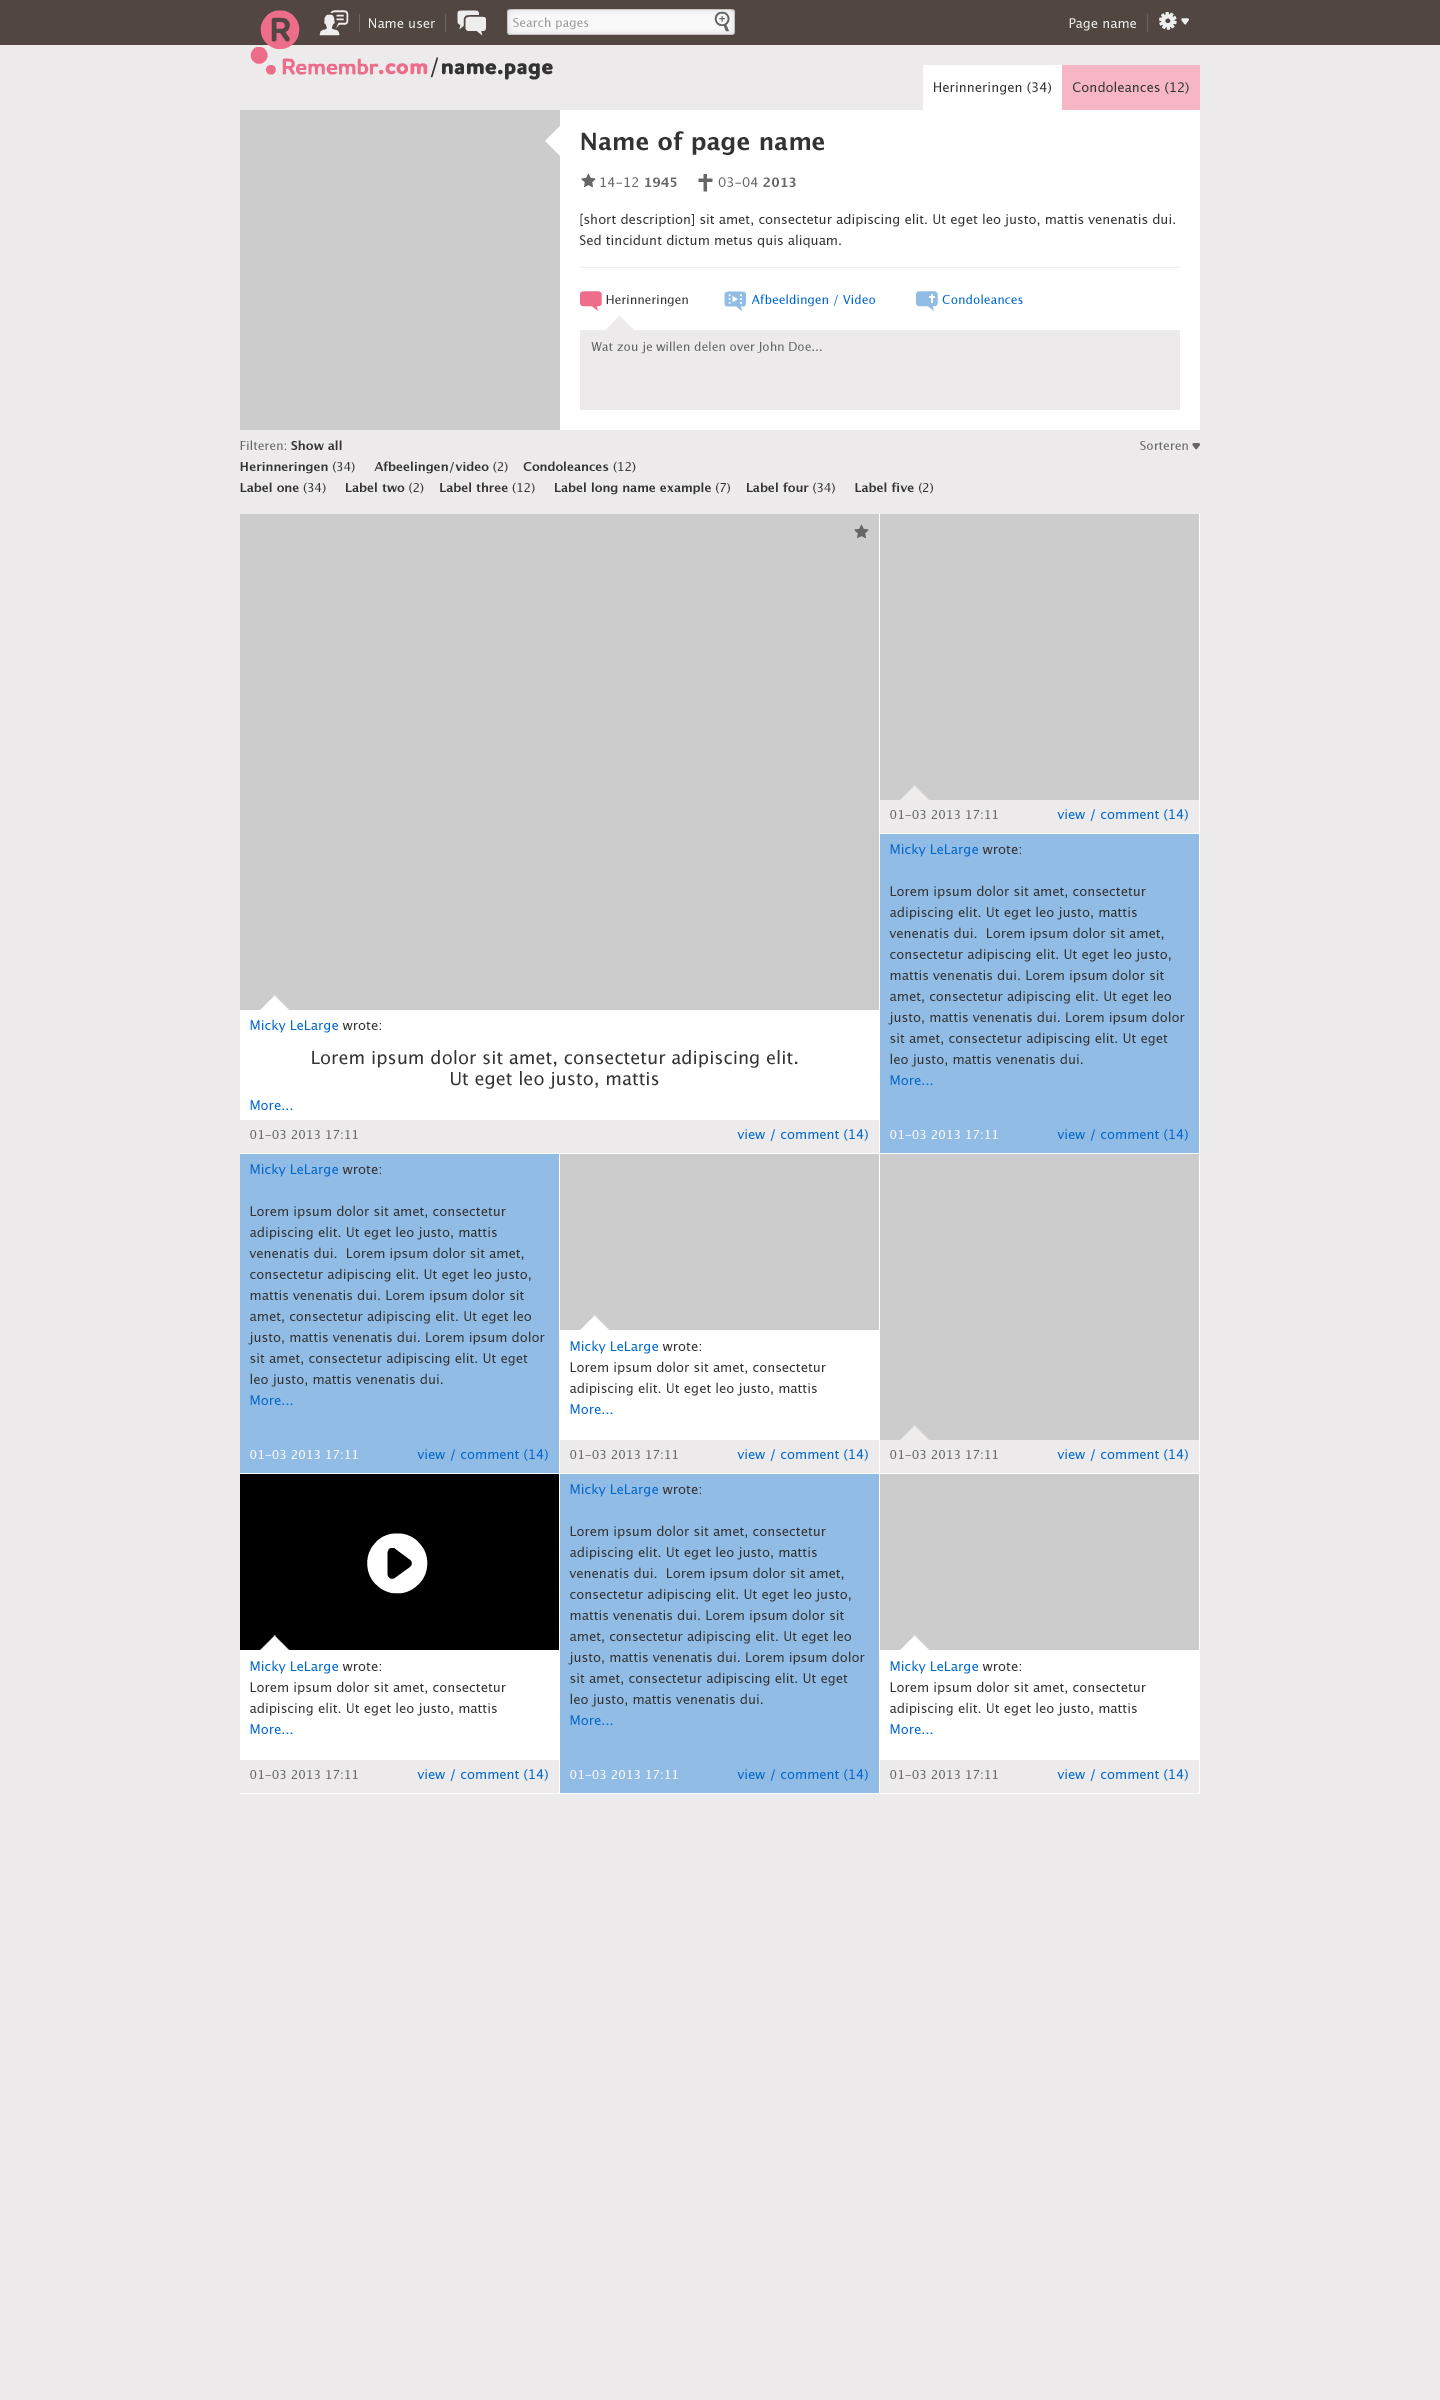 R
Name user
Search pages
Page name
Remembr.com/name.page
Herinneringen (34)
Condoleances (12)
Name of page name
14-12 1945
03-04 2013
[short description] sit amet, consectetur adipiscing elit. Ut eget leo justo, mattis venenatis dui.
Sed tincidunt dictum metus quis aliquam.
Herinneringen
Afbeeldingen / Video
Condoleances
Wat zou je willen delen over John Doe...
Filteren: Show all
Sorteren
Herinneringen (34) Afbeelingen/video (2) Condoleances (12)
Label one (34) Label two (2) Label three (12) Label long name example (7) Label four (34) Label five (2)
01-03 2013 17:11
view / comment (14)
Micky LeLarge wrote:
Lorem ipsum dolor sit amet, consectetur
adipiscing elit. Ut eget leo justo, mattis
venenatis dui.  Lorem ipsum dolor sit amet,
consectetur adipiscing elit. Ut eget leo justo,
mattis venenatis dui. Lorem ipsum dolor sit
amet, consectetur adipiscing elit. Ut eget leo
justo, mattis venenatis dui. Lorem ipsum dolor
sit amet, consectetur adipiscing elit. Ut eget
leo justo, mattis venenatis dui.
More...
01-03 2013 17:11
view / comment (14)
Micky LeLarge wrote:
Lorem ipsum dolor sit amet, consectetur adipiscing elit.
Ut eget leo justo, mattis
More...
01-03 2013 17:11
view / comment (14)
Micky LeLarge wrote:
Lorem ipsum dolor sit amet, consectetur
adipiscing elit. Ut eget leo justo, mattis
venenatis dui.  Lorem ipsum dolor sit amet,
consectetur adipiscing elit. Ut eget leo justo,
mattis venenatis dui. Lorem ipsum dolor sit
amet, consectetur adipiscing elit. Ut eget leo
justo, mattis venenatis dui. Lorem ipsum dolor
sit amet, consectetur adipiscing elit. Ut eget
leo justo, mattis venenatis dui.
More...
01-03 2013 17:11
view / comment (14)
Micky LeLarge wrote:
Lorem ipsum dolor sit amet, consectetur
adipiscing elit. Ut eget leo justo, mattis
More...
01-03 2013 17:11
view / comment (14)
01-03 2013 17:11
view / comment (14)
Micky LeLarge wrote:
Lorem ipsum dolor sit amet, consectetur
adipiscing elit. Ut eget leo justo, mattis
More...
01-03 2013 17:11
view / comment (14)
Micky LeLarge wrote:
Lorem ipsum dolor sit amet, consectetur
adipiscing elit. Ut eget leo justo, mattis
venenatis dui.  Lorem ipsum dolor sit amet,
consectetur adipiscing elit. Ut eget leo justo,
mattis venenatis dui. Lorem ipsum dolor sit
amet, consectetur adipiscing elit. Ut eget leo
justo, mattis venenatis dui. Lorem ipsum dolor
sit amet, consectetur adipiscing elit. Ut eget
leo justo, mattis venenatis dui.
More...
01-03 2013 17:11
view / comment (14)
Micky LeLarge wrote:
Lorem ipsum dolor sit amet, consectetur
adipiscing elit. Ut eget leo justo, mattis
More...
01-03 2013 17:11
view / comment (14)